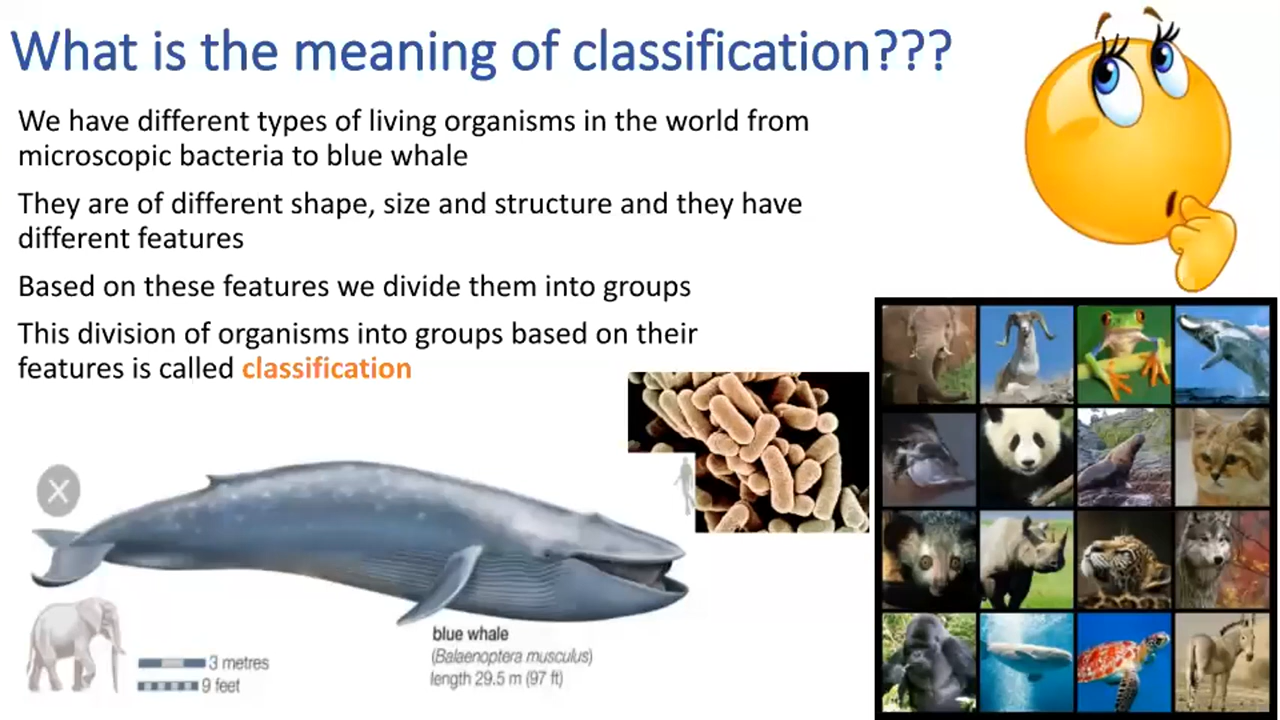 What is the meaning of classification???
We have different types of living organisms in the world from
microscopic bacteria to blue whale
They are of different shape, size and structure and they have
different features
Based on these features we divide them into groups
This division of organisms into groups based on their
features is called classification
blue whale
(Balaenoptera musculus)
length 29.5 m (97 ft)
3 metres
9 feet